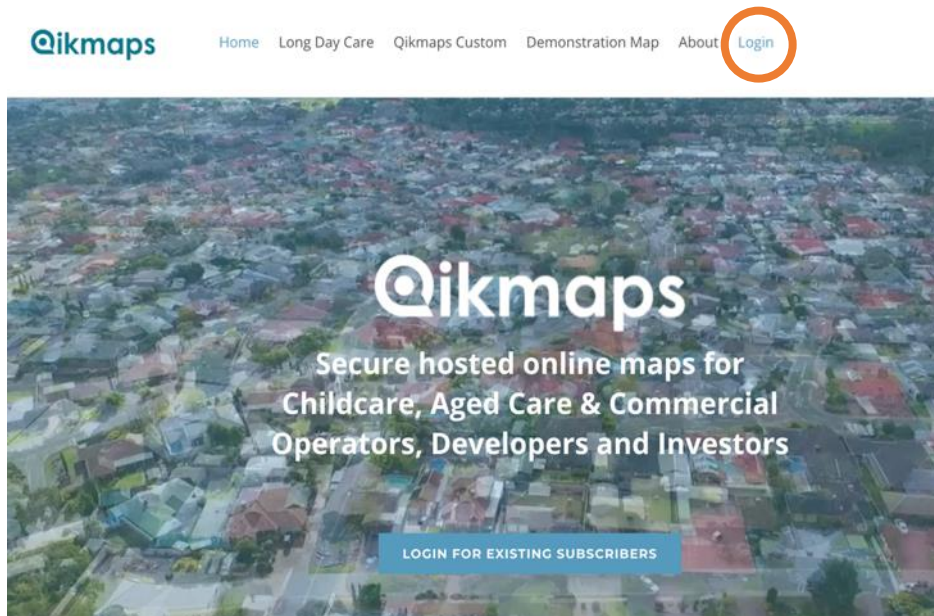 Qikmaps
Home Long Day Care Qikmaps Custom Demonstration Map About Login
Qikmaps
Secure hosted online maps for
Childcare, Aged Care & Commercial
Operators, Developers and Investors
LOGIN FOR EXISTING SUBSCRIBERS